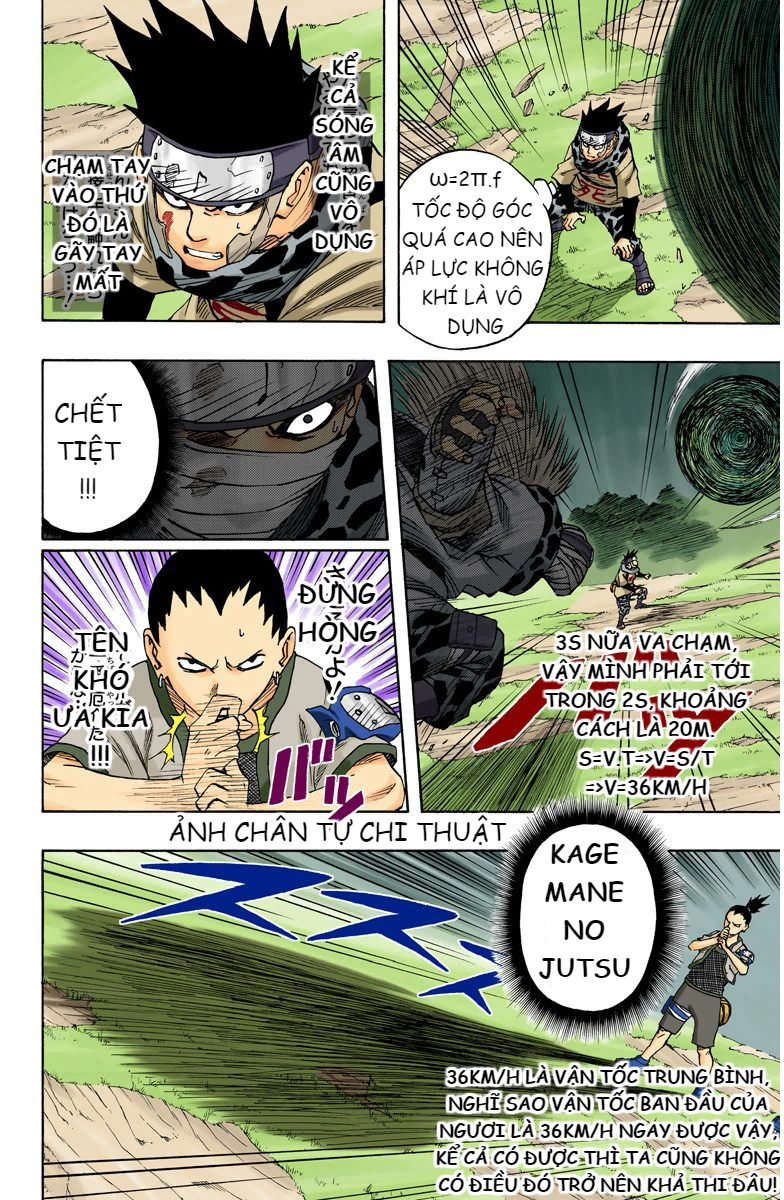 ω=2π.f
TỐC ĐỘ GÓC
QUÁ CAO NÊN
ÁP LỰC KHÔNG
KHÍ LÀ VÔ
DỤNG
KỂ
CẢ
SÓNG
ÂM
CŨNG
VÔ
DỤNG
CHẠM TAY
VÀO THỨ
ĐÓ LÀ
GÃY TAY
MẤT
CHẾT
TIỆT
!!!
3S NỮA VA CHẠM,
VẬY MÌNH PHẢI TỚI
TRONG 2S, KHOẢNG
CÁCH LÀ 20M.
S=V.T=>V=S/T
=>V=36KM/H
ĐỪNG
HÒNG
TÊN
KHÓ
ƯA KÌA
!!!
ẢNH CHÂN TỰ CHI THUẬT
KAGE
MANE
NO
JUTSU
36KM/H LÀ VẬN TỐC TRUNG BÌNH,
NGHĨ SAO VẬN TỐC BAN ĐẦU CỦA
NGƯƠI LÀ 36KM/H NGAY ĐƯỢC VẬY,
KỂ CẢ CÓ ĐƯỢC THÌ TA CŨNG KHÔNG
CÓ ĐIỀU ĐÓ TRỞ NÊN KHẢ THI ĐÂU!